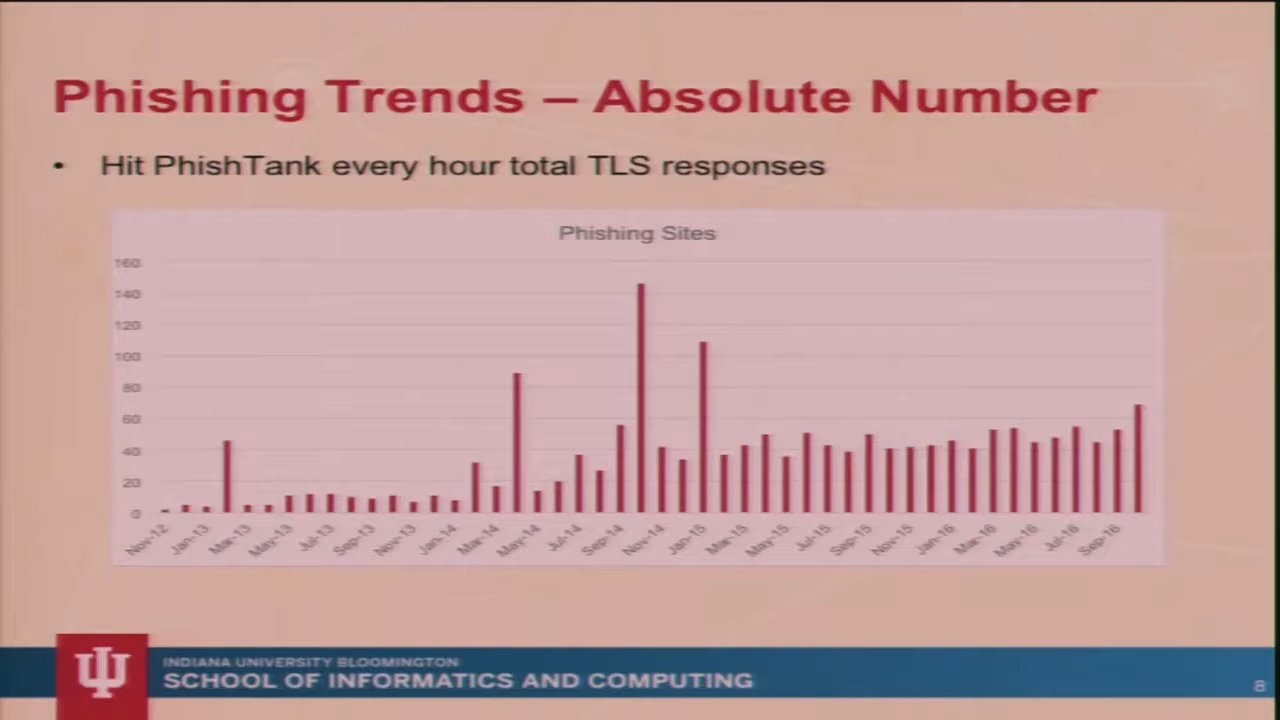 Phishing Trends – Absolute Number
• Hit PhishTank every hour total TLS responses
Phishing Sites
160
140
120
100
80
60
40
20
0
Nov-12 Jan-13 Mar-13 May-13 Jul-13 Sep-13 Nov-13 Jan-14 Mar-14 May-14 Jul-14 Sep-14 Nov-14 Jan-15 Mar-15 May-15 Jul-15 Sep-15 Nov-15 Jan-16 Mar-16 May-16 Jul-16 Sep-16
INDIANA UNIVERSITY BLOOMINGTON
SCHOOL OF INFORMATICS AND COMPUTING
8